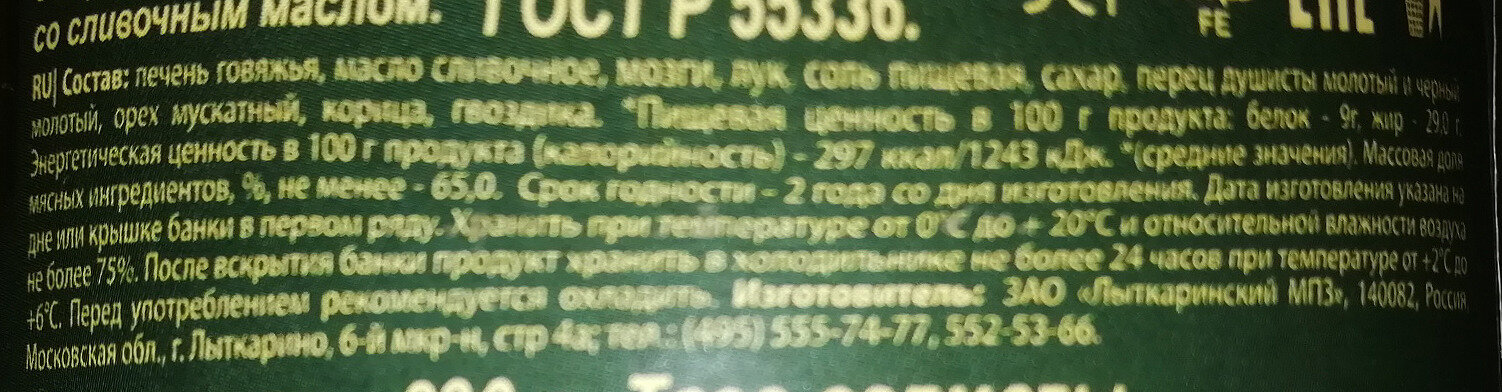 со сливочным маслом. ГОСТ Р 55336.
FE
RU| Состав: печень говяжья, масло сливочное, мозги, лук, соль пищевая, сахар, перец душисты молотый и черный
молотый, орех мускатный, корица, гвоздика. *Пищевая ценность в 100 г продукта: белок - 9г, жир - 29.0 г.
Энергетическая ценность в 100 г продукта (калорийность) - 297 ккал/1243 кДж. *(средние значения). Массовая доля
мясных ингредиентов, %, не менее - 65,0. Срок годности - 2 года со дня изготовления. Дата изготовления указана на
дне или крышке банки в первом ряду. Хранить при температуре от 0°С до + 20°С и относительной влажности воздуха
не более 75%. После вскрытия банки продукт хранить в холодильнике не более 24 часов при температуре от +2°С до
+6°С. Перед употреблением рекомендуется охладить. Изготовитель: ЗАО «Лыткаринский МПЗ», 140082, Россия
Московская обл., г. Лыткарино, 6-й мкр-н, стр 4а; тел.: (495) 555-74-77, 552-53-66.